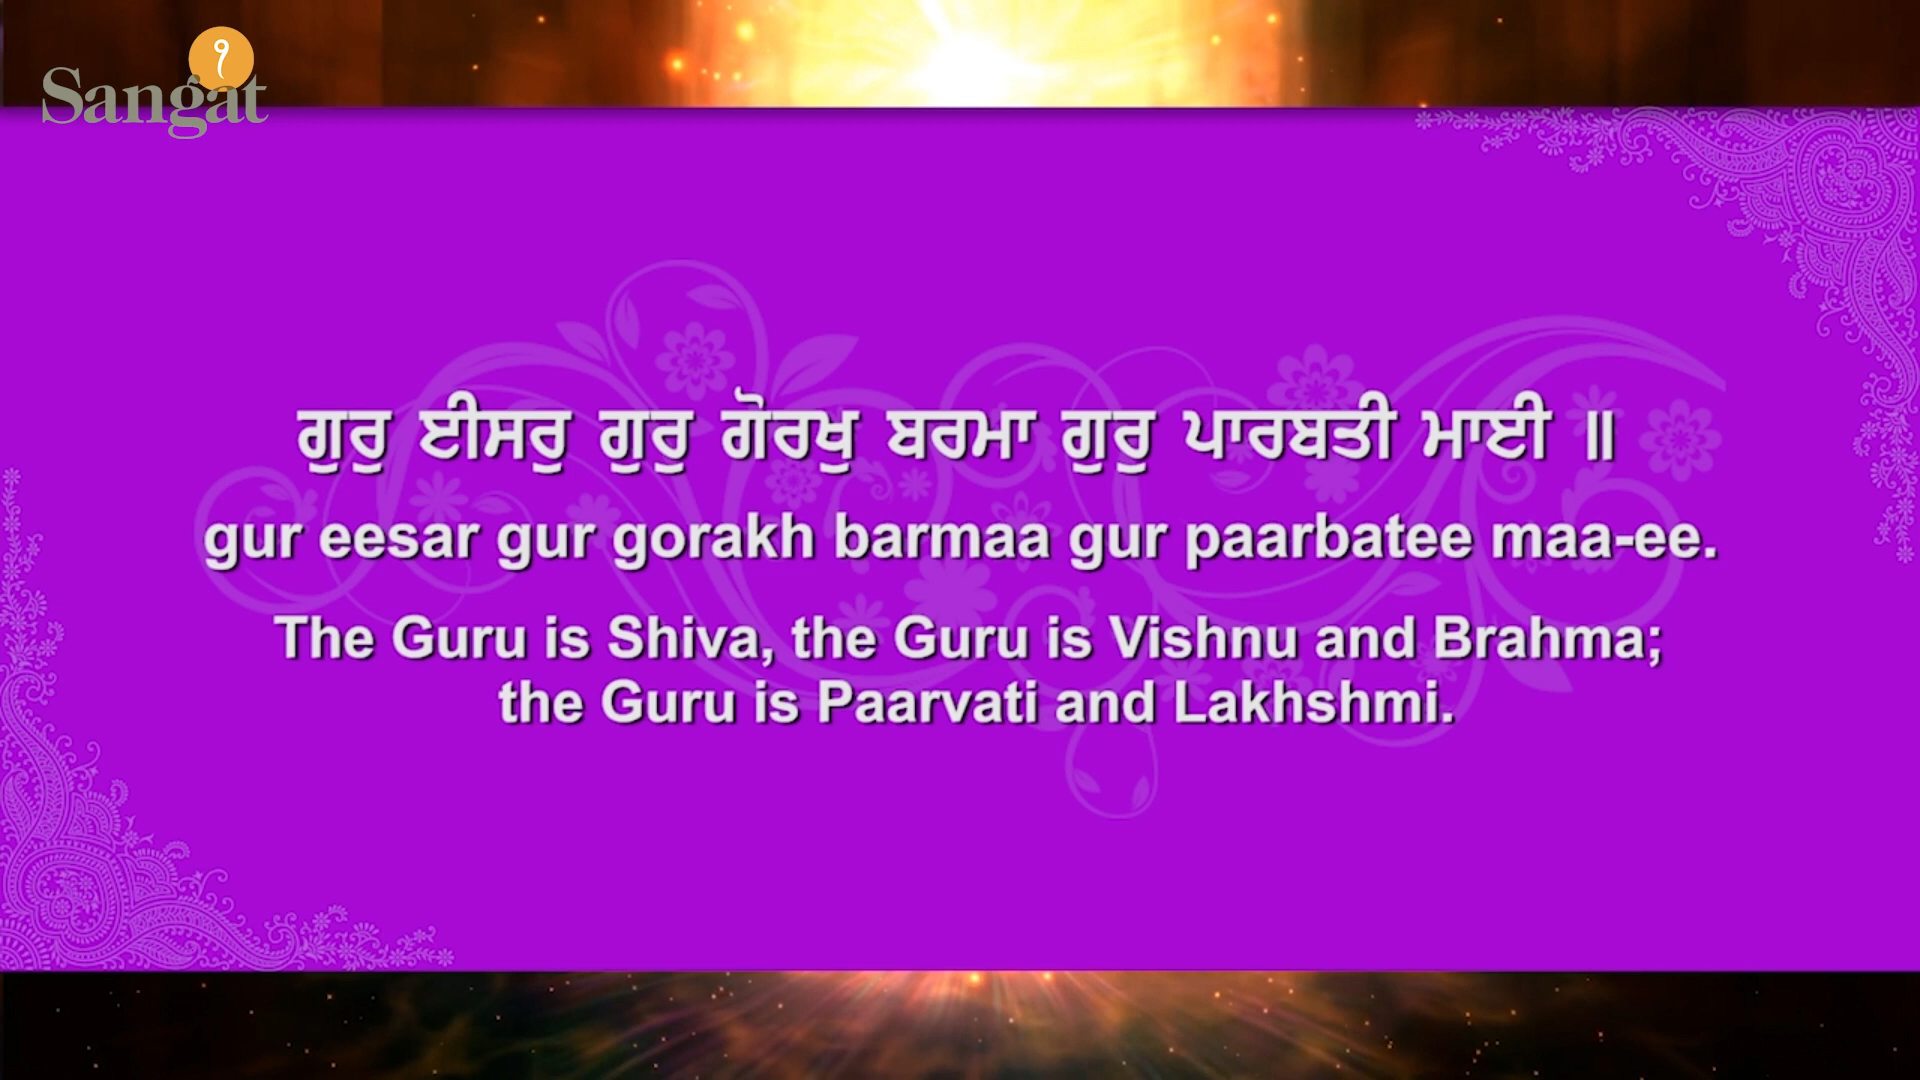 ੧
Sangat
ਗੁਰੁ ਈਸਰੁ ਗੁਰੁ ਗੋਰਖੁ ਬਰਮਾ ਗੁਰੁ ਪਾਰਬਤੀ ਮਾਈ ॥
gur eesar gur gorakh barmaa gur paarbatee maa-ee.
The Guru is Shiva, the Guru is Vishnu and Brahma;
the Guru is Paarvati and Lakhshmi.